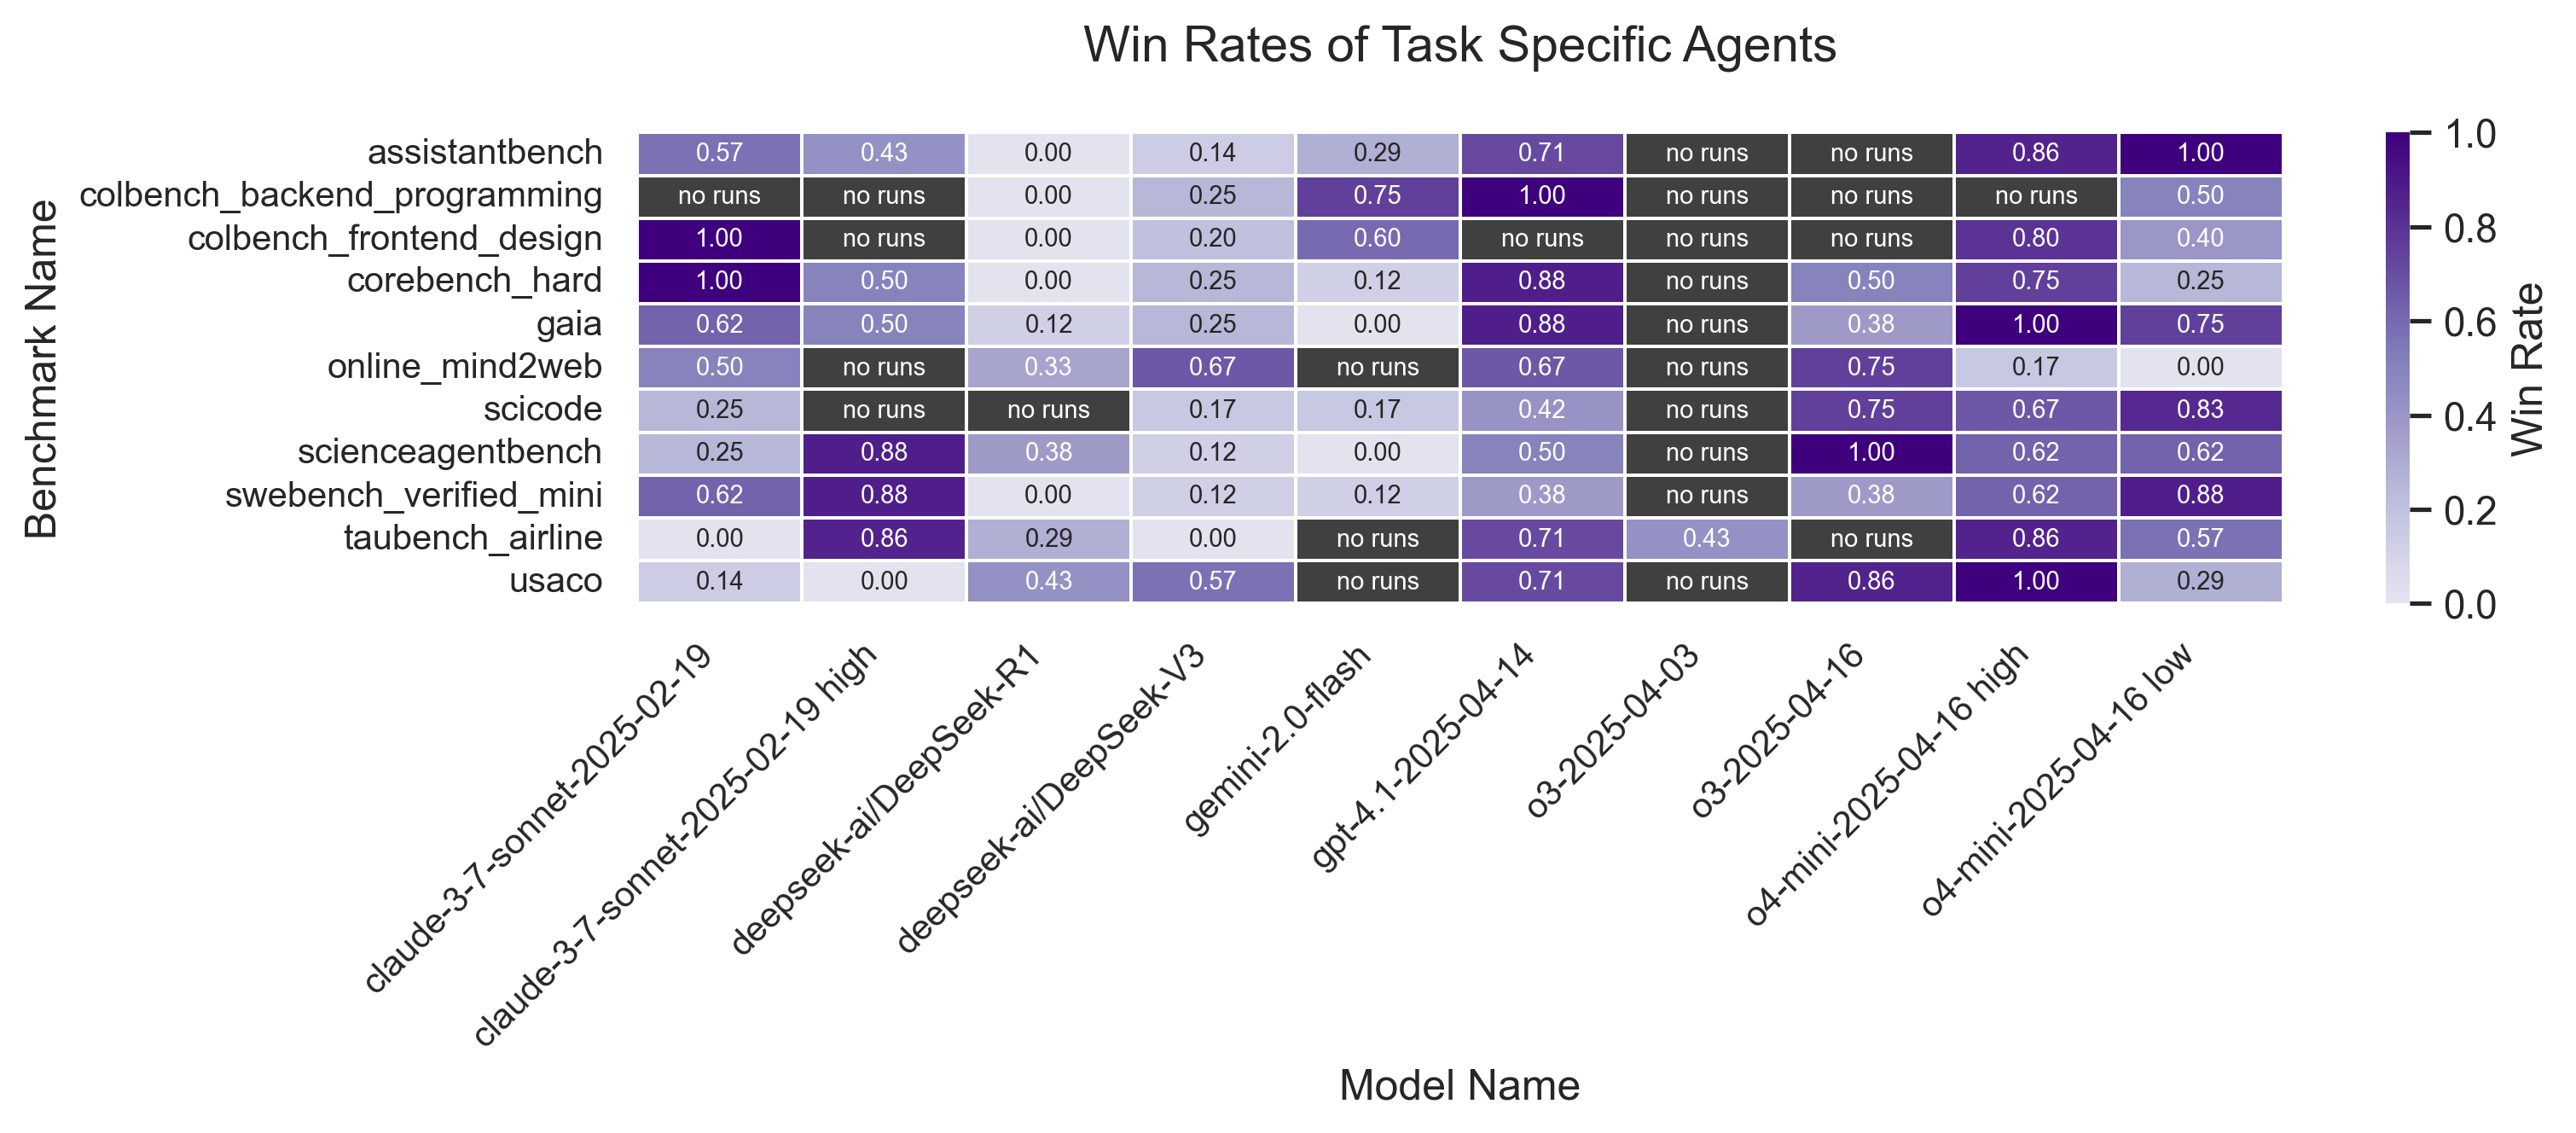 Win Rates of Task Specific Agents
Benchmark Name
assistantbench 0.57 0.43 0.00 0.14 0.29 0.71 no runs no runs 0.86 1.00
colbench_backend_programming no runs no runs 0.00 0.25 0.75 1.00 no runs no runs no runs 0.50
colbench_frontend_design 1.00 no runs 0.00 0.20 0.60 no runs no runs no runs 0.80 0.40
corebench_hard 1.00 0.50 0.00 0.25 0.12 0.88 no runs 0.50 0.75 0.25
gaia 0.62 0.50 0.12 0.25 0.00 0.88 no runs 0.38 1.00 0.75
online_mind2web 0.50 no runs 0.33 0.67 no runs 0.67 no runs 0.75 0.17 0.00
scicode 0.25 no runs no runs 0.17 0.17 0.42 no runs 0.75 0.67 0.83
scienceagentbench 0.25 0.88 0.38 0.12 0.00 0.50 no runs 1.00 0.62 0.62
swebench_verified_mini 0.62 0.88 0.00 0.12 0.12 0.38 no runs 0.38 0.62 0.88
taubench_airline 0.00 0.86 0.29 0.00 no runs 0.71 0.43 no runs 0.86 0.57
usaco 0.14 0.00 0.43 0.57 no runs 0.71 no runs 0.86 1.00 0.29
claude-3-7-sonnet-2025-02-19
claude-3-7-sonnet-2025-02-19 high
deepseek-ai/DeepSeek-R1
deepseek-ai/DeepSeek-V3
gemini-2.0-flash
gpt-4.1-2025-04-14
o3-2025-04-03
o3-2025-04-16
o4-mini-2025-04-16 high
o4-mini-2025-04-16 low
Model Name
1.0
0.8
0.6
0.4
0.2
0.0
Win Rate